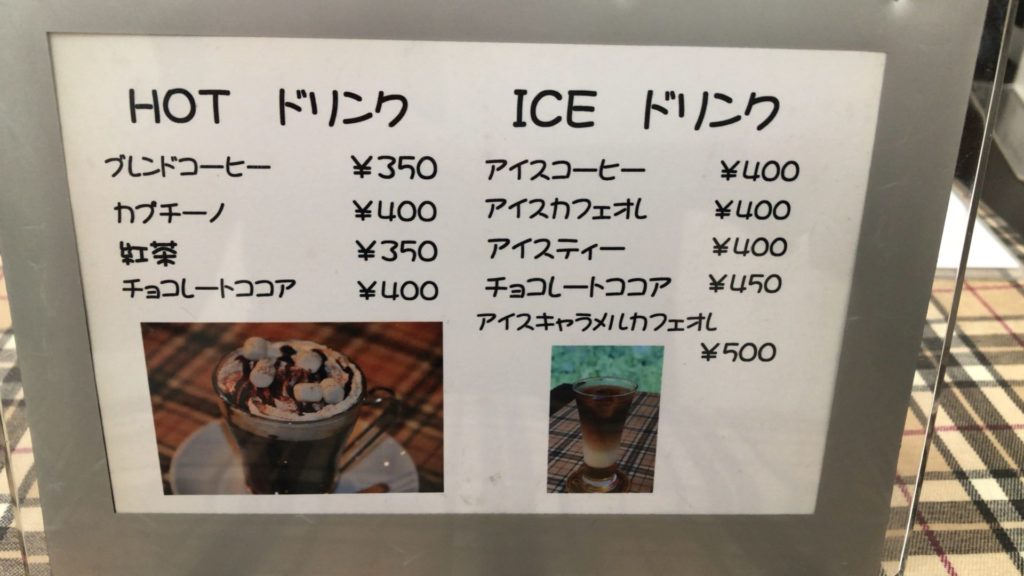 HOT ドリンク
ブレンドコーヒー ¥350
カプチーノ ¥400
紅茶 ¥350
チョコレートココア ¥400
ICE ドリンク
アイスコーヒー ¥400
アイスカフェオレ ¥400
アイスティー ¥400
チョコレートココア ¥450
アイスキャラメルカフェオレ
¥500